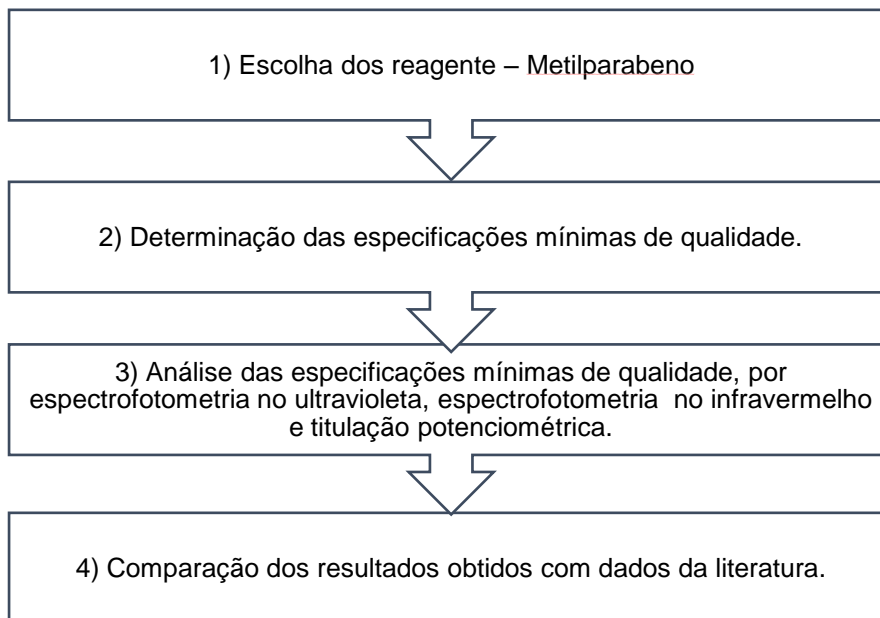 1) Escolha dos reagente – Metilparabeno
2) Determinação das especificações mínimas de qualidade.
3) Análise das especificações mínimas de qualidade, por
espectrofotometria no ultravioleta, espectrofotometria no infravermelho
e titulação potenciométrica.
4) Comparação dos resultados obtidos com dados da literatura.